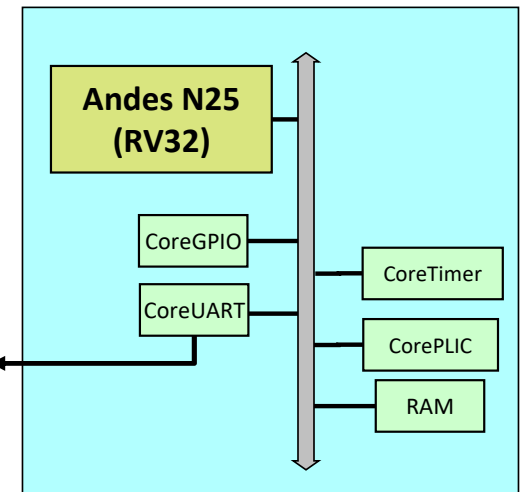 Andes N25
(RV32)
CoreGPIO
CoreUART
CoreTimer
CorePLIC
RAM